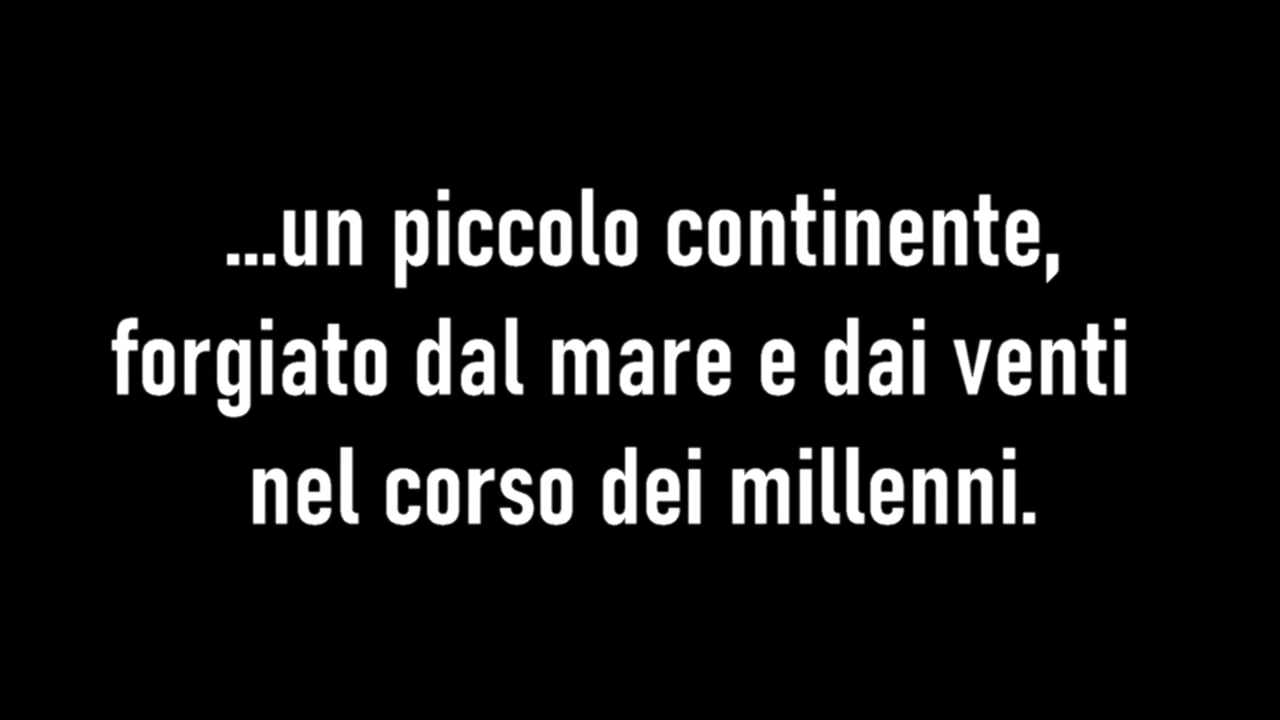 ...un piccolo continente,
forgiato dal mare e dai venti
nel corso dei millenni.